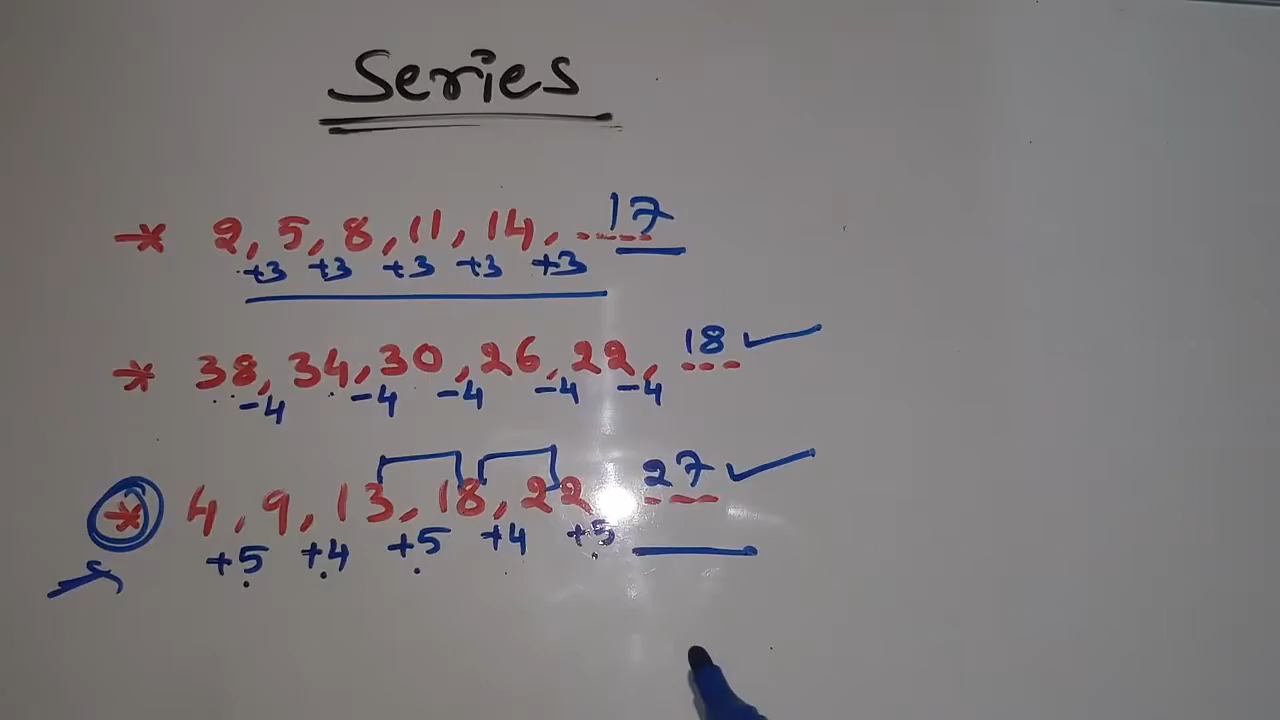 Series
* 2, 5, 8, 11, 14, ....17
+3 +3 +3 +3 +3
* 38, 34, 30, 26, 22, 18 ✓
-4 -4 -4 -4 -4
* 4, 9, 13, 18, 22 27 ✓
+5 +4 +5 +4 +5